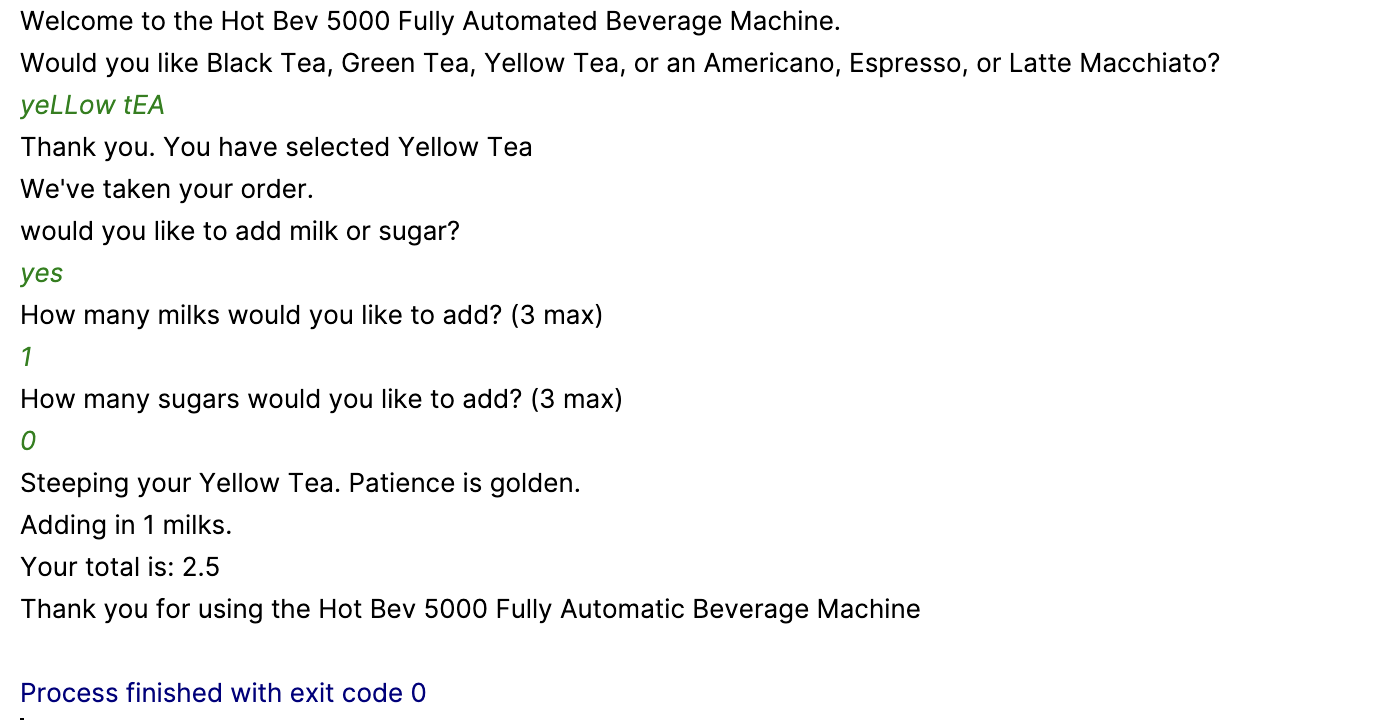 Welcome to the Hot Bev 5000 Fully Automated Beverage Machine.
Would you like Black Tea, Green Tea, Yellow Tea, or an Americano, Espresso, or Latte Macchiato?
yeLLow tEA
Thank you. You have selected Yellow Tea
We've taken your order.
would you like to add milk or sugar?
yes
How many milks would you like to add? (3 max)
1
How many sugars would you like to add? (3 max)
0
Steeping your Yellow Tea. Patience is golden.
Adding in 1 milks.
Your total is: 2.5
Thank you for using the Hot Bev 5000 Fully Automatic Beverage Machine
Process finished with exit code 0